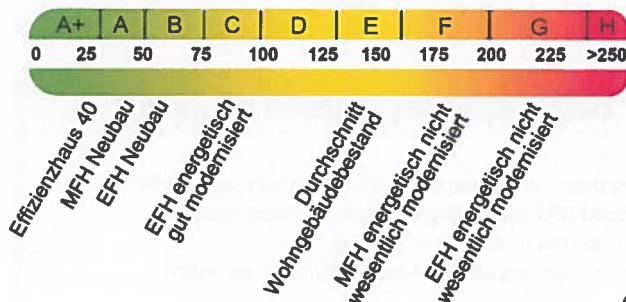 A+ A B C D E F G H
0 25 50 75 100 125 150 175 200 225 >250
Effizienzhaus 40
MFH Neubau
EFH Neubau
EFH energetisch
gut modernisiert
Durchschnitt
Wohngebäudebestand
MFH energetisch nicht
wesentlich modernisiert
EFH energetisch nicht
wesentlich modernisiert